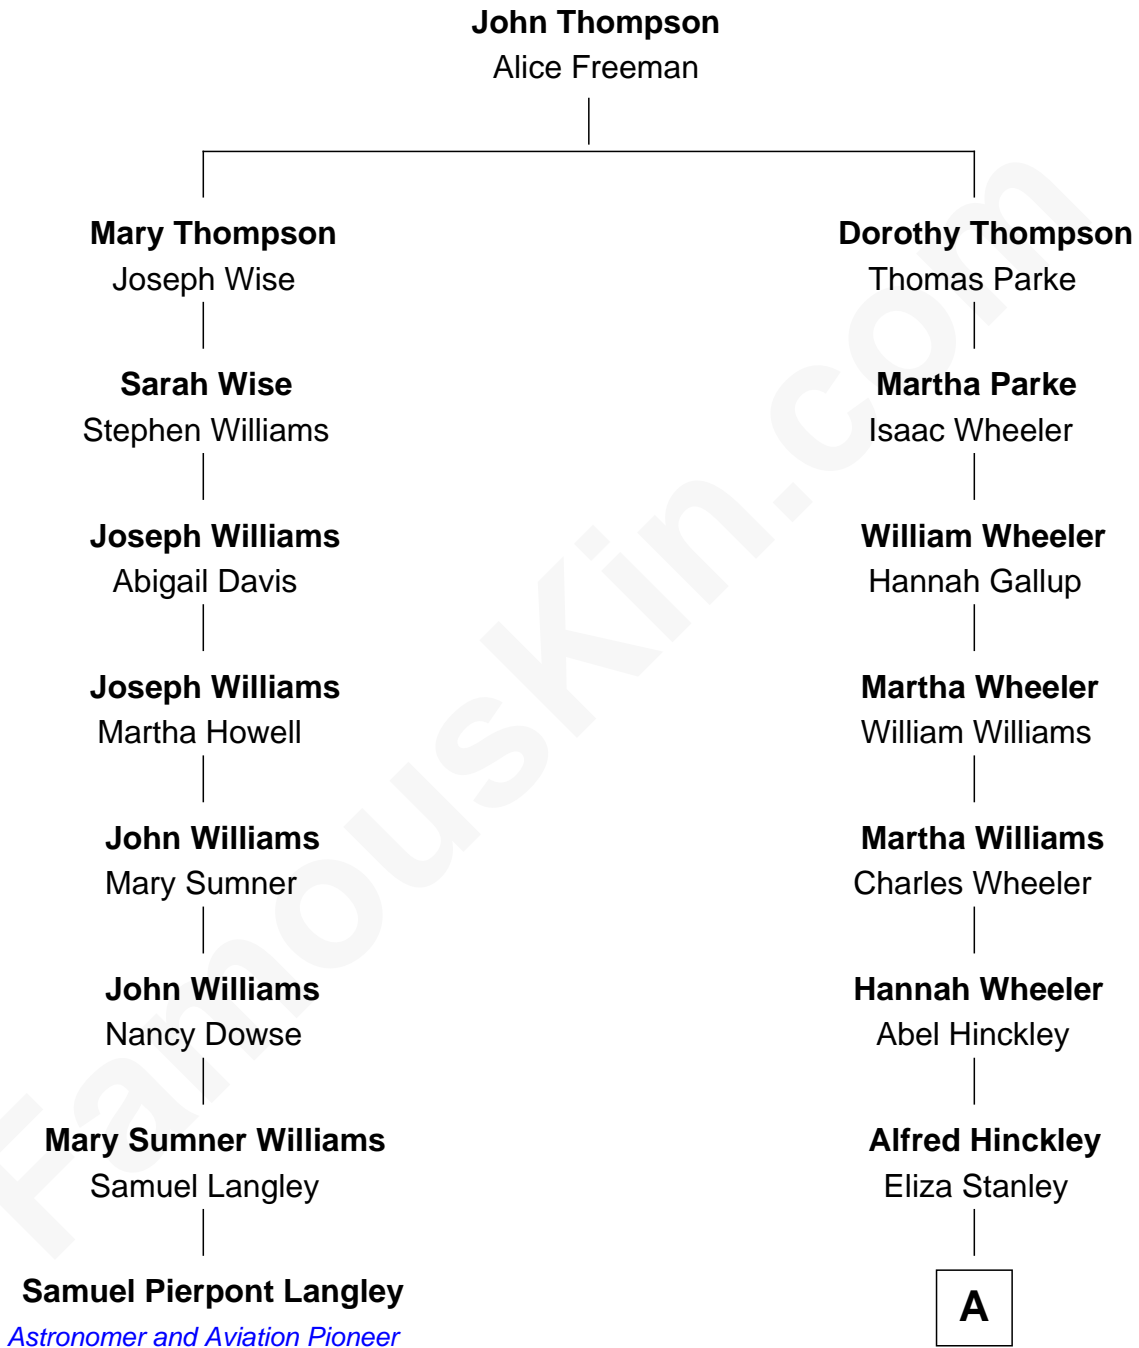 John Thompson
Alice Freeman
Mary Thompson
Joseph Wise
Dorothy Thompson
Thomas Parke
Sarah Wise
Stephen Williams
Martha Parke
Isaac Wheeler
Joseph Williams
Abigail Davis
William Wheeler
Hannah Gallup
Joseph Williams
Martha Howell
Martha Wheeler
William Williams
John Williams
Mary Sumner
Martha Williams
Charles Wheeler
John Williams
Nancy Dowse
Hannah Wheeler
Abel Hinckley
Mary Sumner Williams
Samuel Langley
Alfred Hinckley
Eliza Stanley
Samuel Pierpont Langley
Astronomer and Aviation Pioneer
A
FamousKin.com